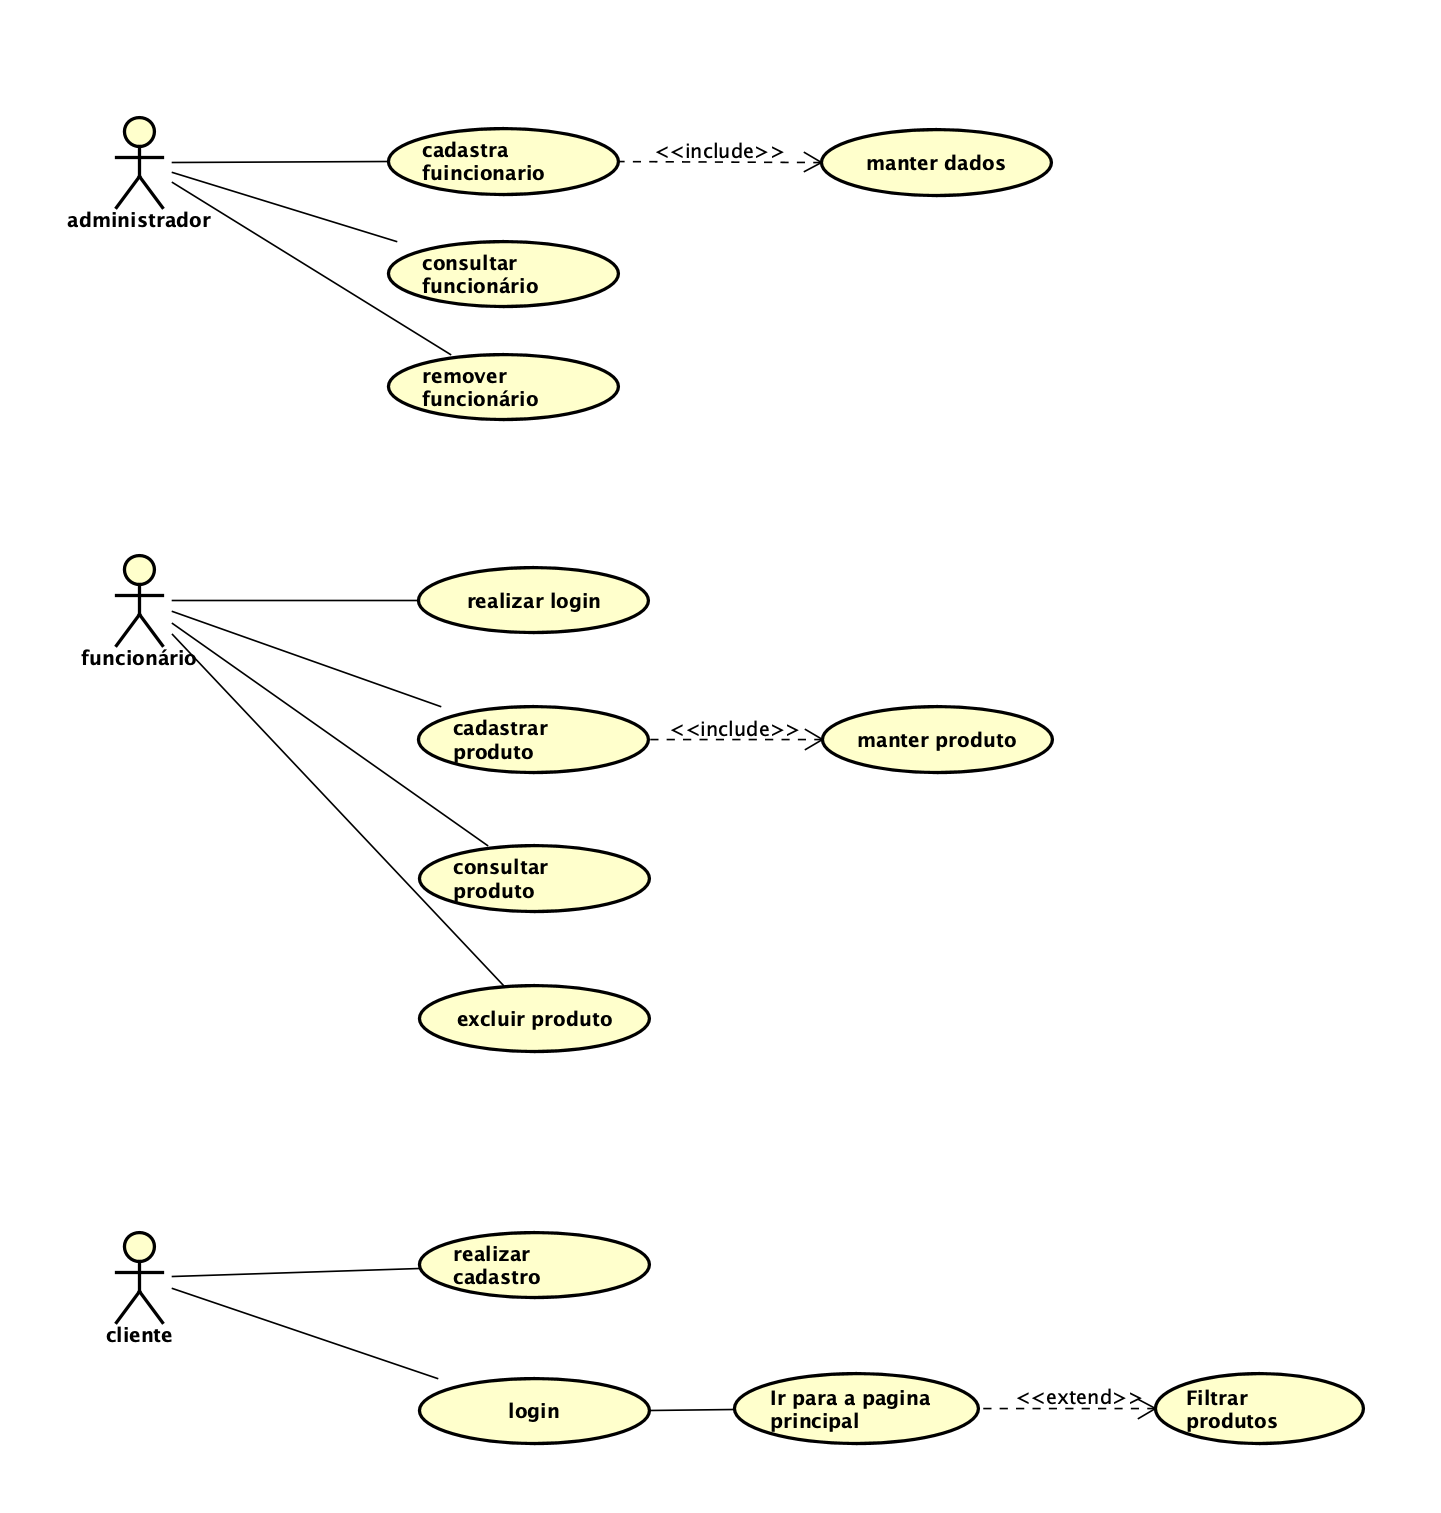 cadastra
fuincionario
<<include>>
manter dados
administrador
consultar
funcionário
remover
funcionário
realizar login
funcionário
cadastrar
produto
<<include>>
manter produto
consultar
produto
excluir produto
realizar
cadastro
cliente
login
Ir para a pagina
principal
<<extend>>
Filtrar
produtos